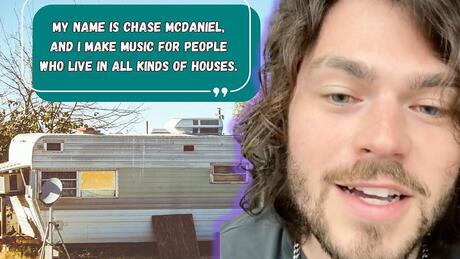 MY NAME IS CHASE MCDANIEL,
AND I MAKE MUSIC FOR PEOPLE
WHO LIVE IN ALL KINDS OF HOUSES.